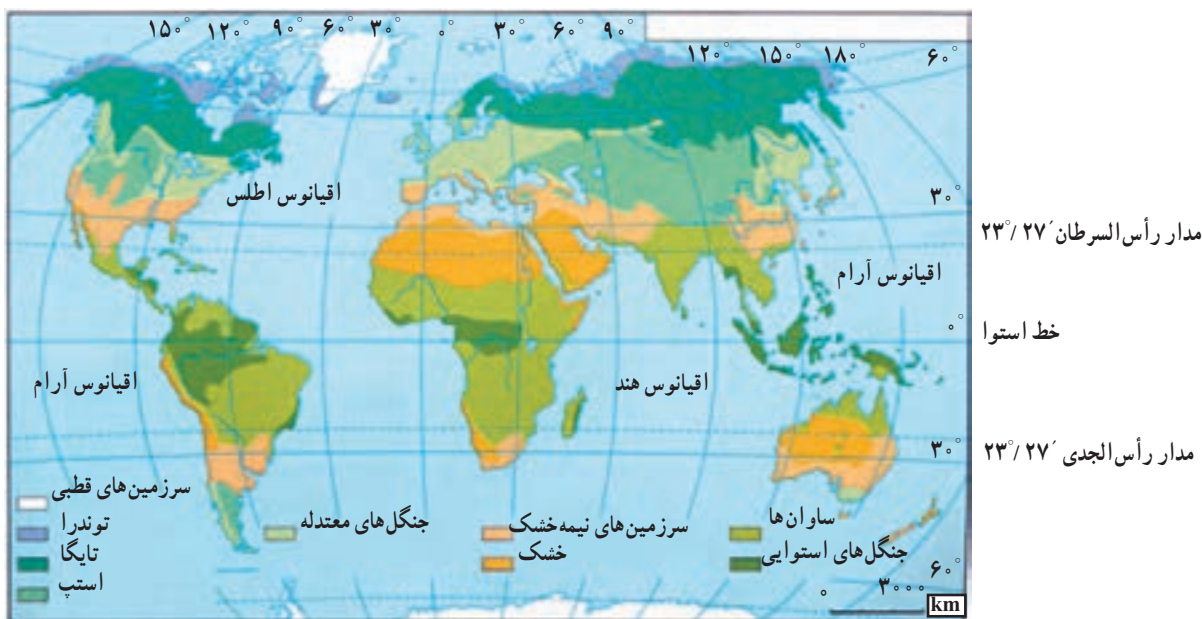 ۱۵۰° ۱۲۰° ۹۰° ۶۰° ۳۰° ۰° ۳۰° ۶۰° ۹۰°
۱۲۰° ۱۵۰° ۱۸۰° ۶۰°
اقیانوس اطلس
۳۰°
مدار رأس‌السرطان ۲۷´/۲۳°
اقیانوس آرام
۰°
خط استوا
اقیانوس هند
اقیانوس آرام
۳۰°
مدار رأس‌الجدی ۲۷´/۲۳°
سرزمین‌های قطبی
توندرا
تایگا
استپ
جنگل‌های معتدله
سرزمین‌های نیمه‌خشک
خشک
ساوان‌ها
جنگل‌های استوایی
۶۰°
۰ ۳۰۰۰
km